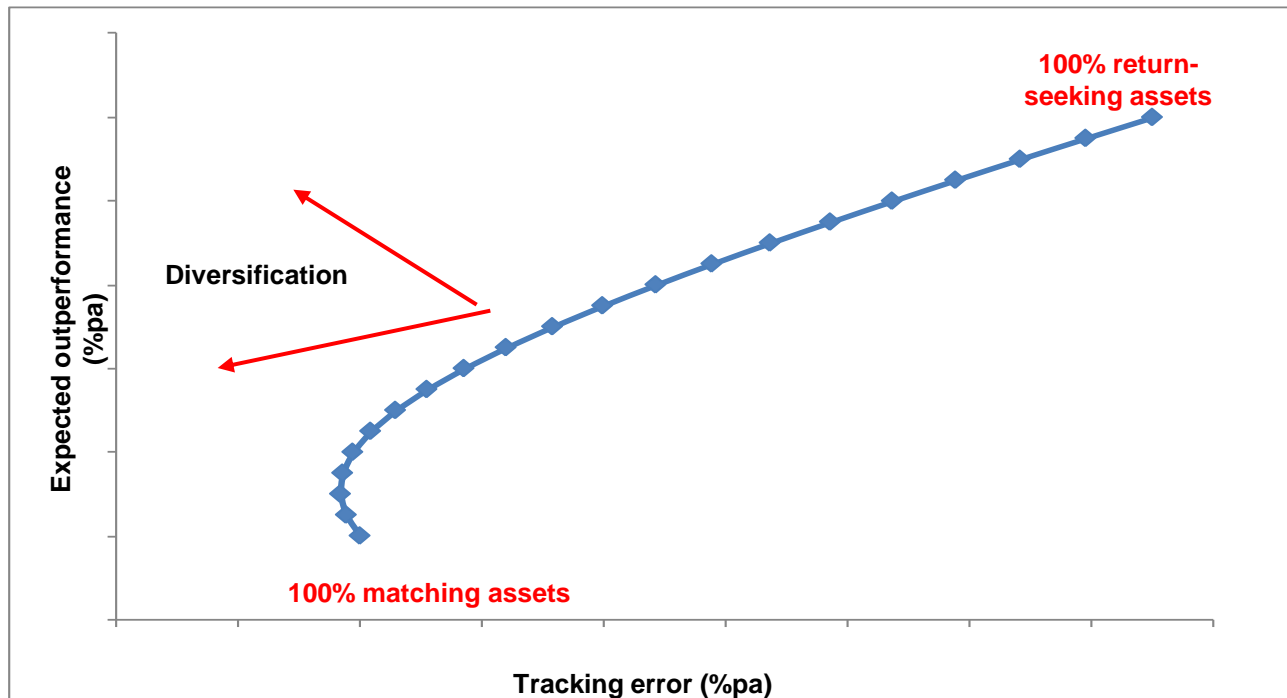 100% return-
seeking assets
Expected outperformance
(%pa)
Diversification
100% matching assets
Tracking error (%pa)